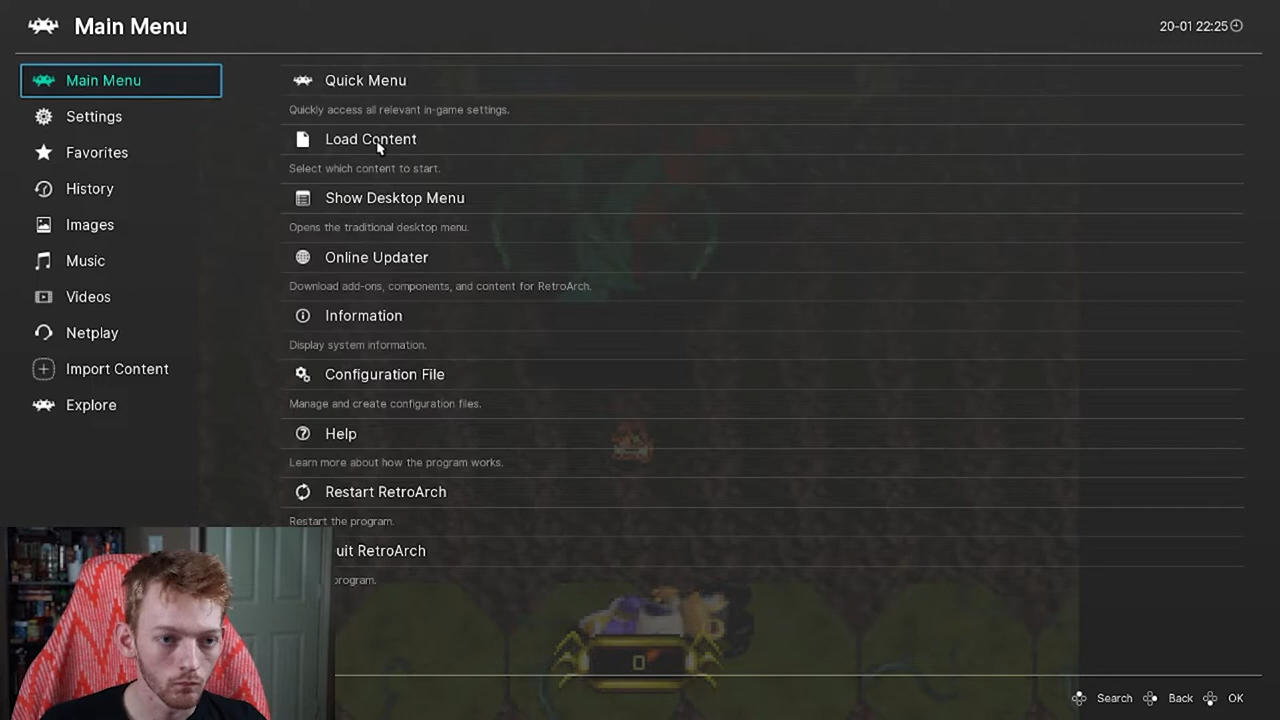 Main Menu
20-01 22:25
Main Menu
Settings
Favorites
History
Images
Music
Videos
Netplay
Import Content
Explore
Quick Menu
Quickly access all relevant in-game settings.
Load Content
Select which content to start.
Show Desktop Menu
Opens the traditional desktop menu.
Online Updater
Download add-ons, components, and content for RetroArch.
Information
Display system information.
Configuration File
Manage and create configuration files.
Help
Learn more about how the program works.
Restart RetroArch
Restart the program.
uit RetroArch
program.
0
Search Back OK